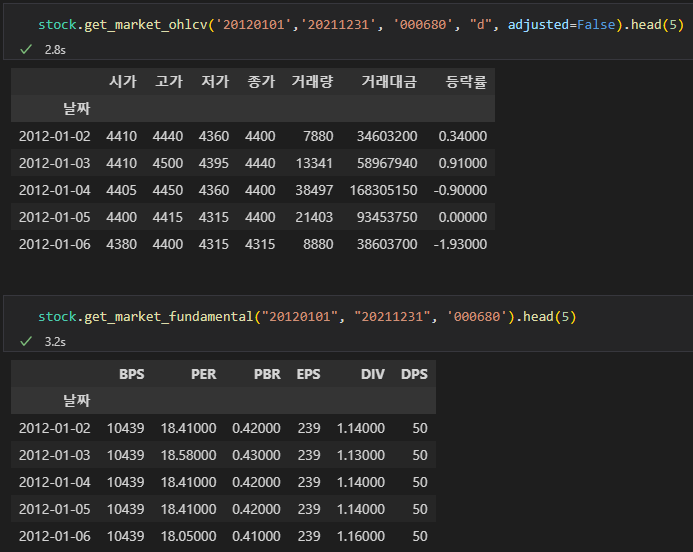 stock.get_market_ohlcv('20120101','20211231', '000680', "d", adjusted=False).head(5)
2.8s
시가 고가 저가 종가 거래량 거래대금 등락률
날짜
2012-01-02 4410 4440 4360 4400 7880 34603200 0.34000
2012-01-03 4410 4500 4395 4440 13341 58967940 0.91000
2012-01-04 4405 4450 4360 4400 38497 168305150 -0.90000
2012-01-05 4400 4415 4315 4400 21403 93453750 0.00000
2012-01-06 4380 4400 4315 4315 8880 38603700 -1.93000
stock.get_market_fundamental("20120101", "20211231", '000680').head(5)
3.2s
BPS PER PBR EPS DIV DPS
날짜
2012-01-02 10439 18.41000 0.42000 239 1.14000 50
2012-01-03 10439 18.58000 0.43000 239 1.13000 50
2012-01-04 10439 18.41000 0.42000 239 1.14000 50
2012-01-05 10439 18.41000 0.42000 239 1.14000 50
2012-01-06 10439 18.05000 0.41000 239 1.16000 50